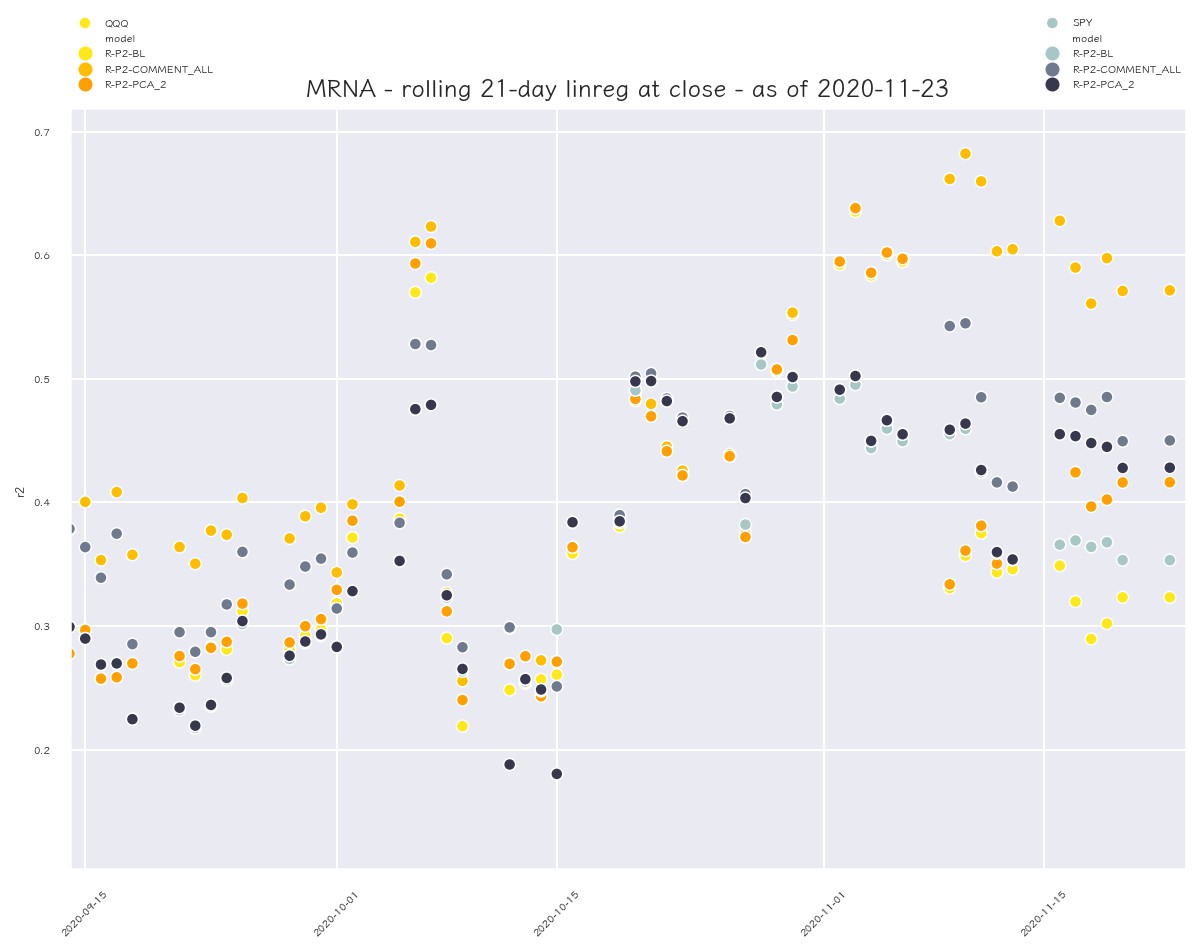 QQQ
model
R-P2-BL
R-P2-COMMENT_ALL
R-P2-PCA_2
SPY
model
R-P2-BL
R-P2-COMMENT_ALL
R-P2-PCA_2
MRNA - rolling 21-day linreg at close - as of 2020-11-23
r2
0.7
0.6
0.5
0.4
0.3
0.2
2020-09-15
2020-10-01
2020-10-15
2020-11-01
2020-11-15